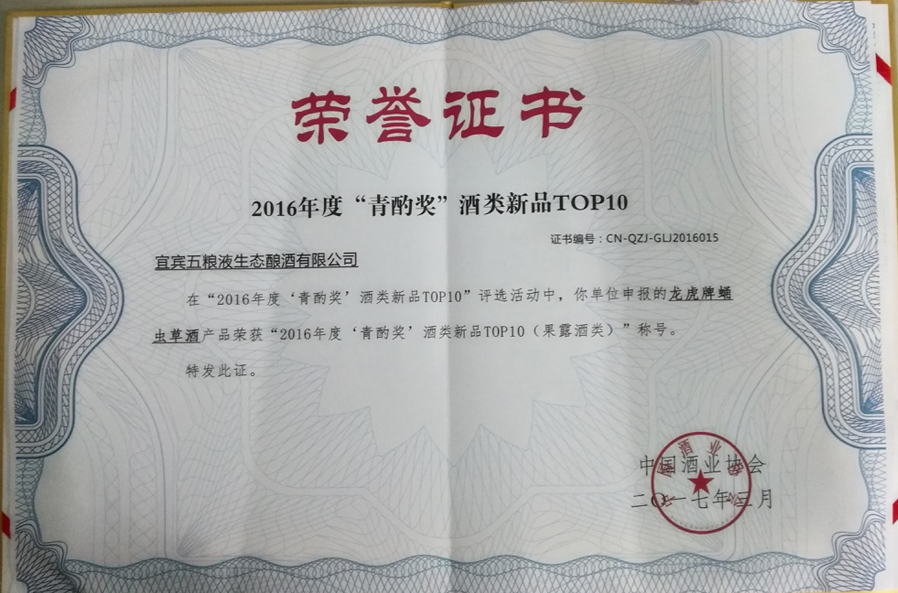 荣誉证书
2016年度“青酌奖”酒类新品TOP10
证书编号：CN-QZJ-GLJ2016015
宜宾五粮液生态酿酒有限公司
在“2016年度‘青酌奖’酒类新品TOP10”评选活动中，你单位申报的龙虎牌蛹
虫草酒产品荣获“2016年度‘青酌奖’酒类新品TOP10（果露酒类）”称号。
特发此证。
中国酒业协会
二〇一七年三月